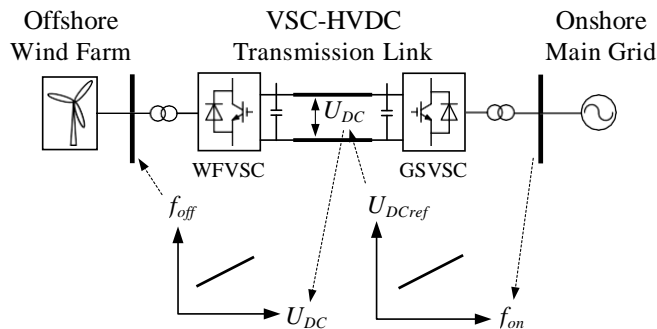 Offshore
Wind Farm
VSC-HVDC
Transmission Link
Onshore
Main Grid
U_DC
WFVSC
GSVSC
f_off
U_DCref
U_DC
f_on